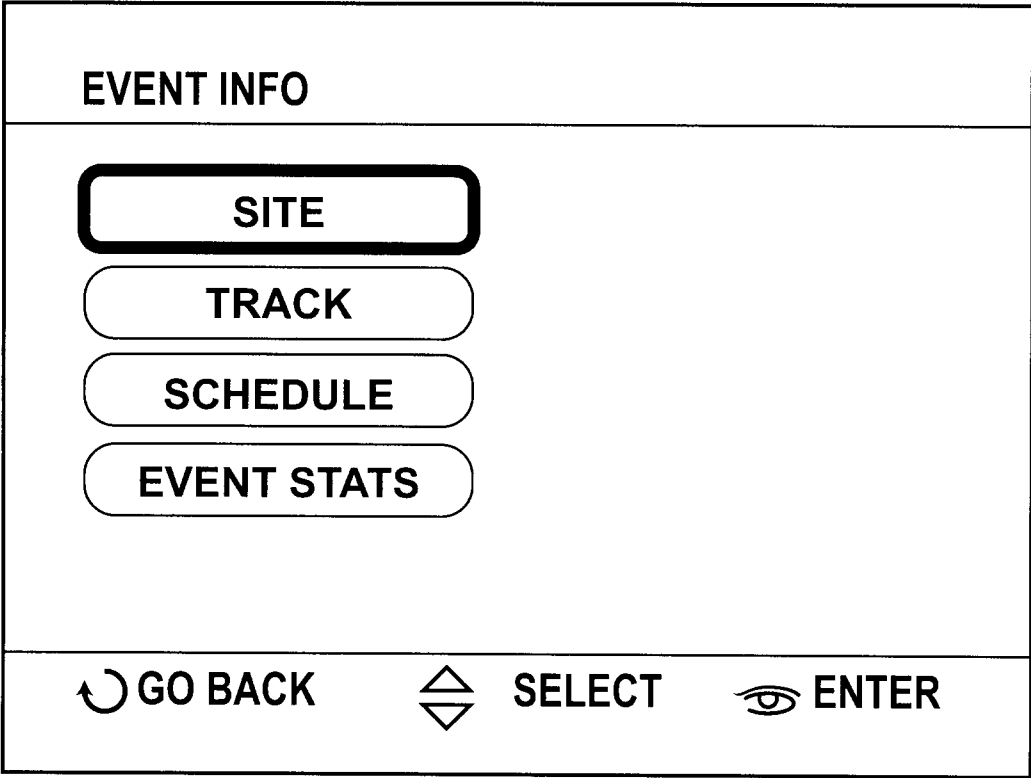 EVENT INFO
SITE
TRACK
SCHEDULE
EVENT STATS
GO BACK SELECT ENTER